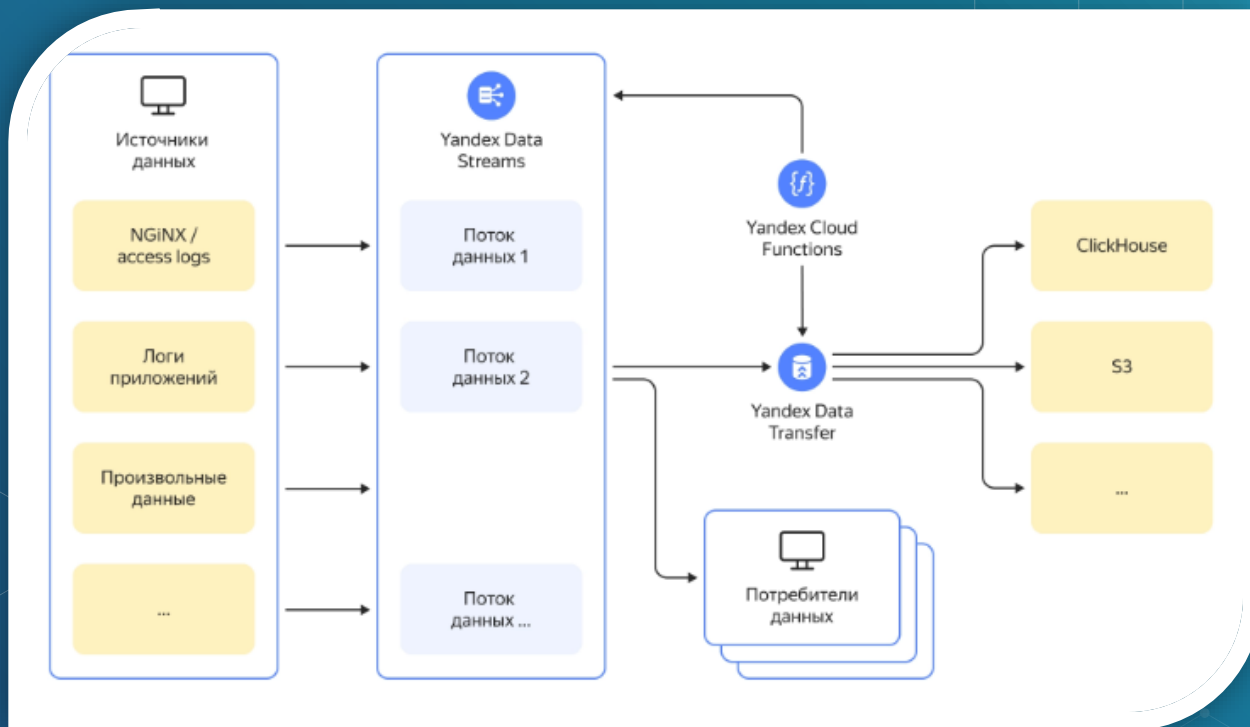 Источники
данных
NGiNX /
access logs
Логи
приложений
Произвольные
данные
...
Yandex Data
Streams
Поток
данных 1
Поток
данных 2
Поток
данных ...
Yandex Cloud
Functions
Yandex Data
Transfer
Потребители
данных
ClickHouse
S3
...